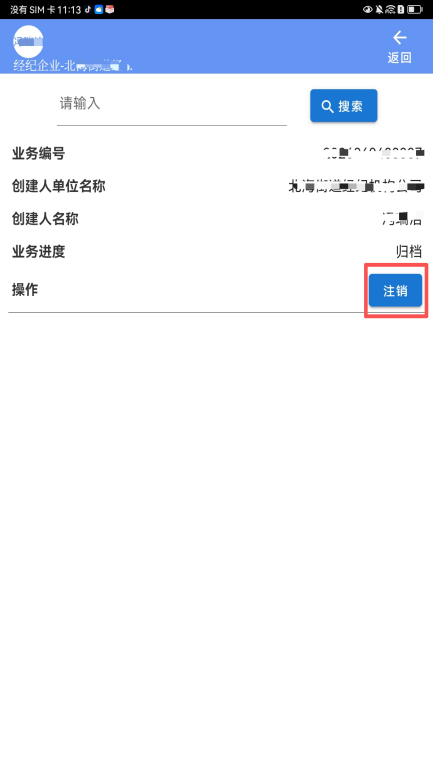 没有 SIM 卡 11:13
经纪企业-北
返回
请输入
搜索
业务编号
创建人单位名称
创建人名称
业务进度 归档
操作 注销